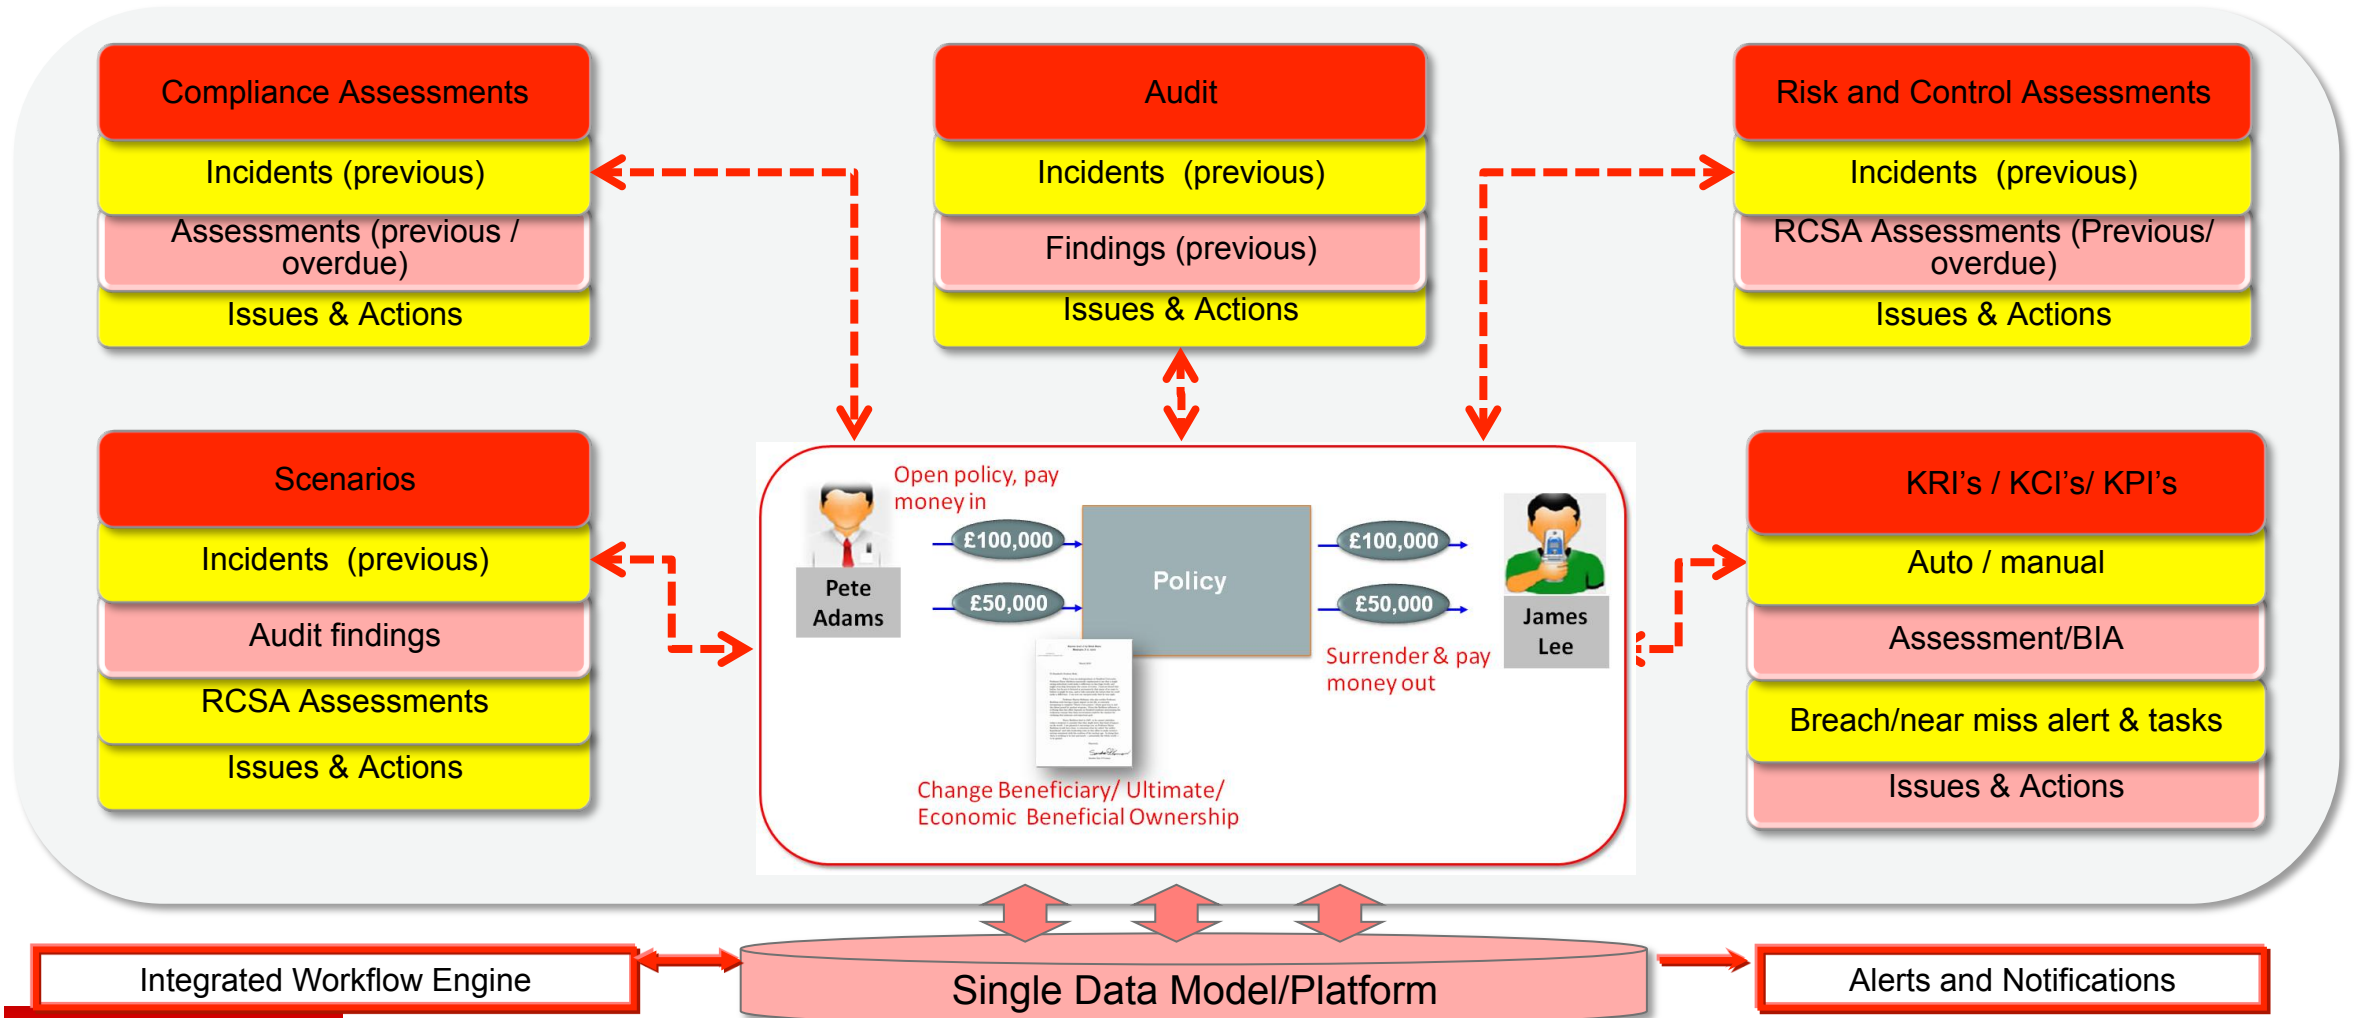 Compliance Assessments
Incidents (previous)
Assessments (previous /
overdue)
Issues & Actions
Audit
Incidents  (previous)
Findings (previous)
Issues & Actions
Risk and Control Assessments
Incidents  (previous)
RCSA Assessments (Previous/
overdue)
Issues & Actions
Scenarios
Incidents  (previous)
Audit findings
RCSA Assessments
Issues & Actions
Open policy, pay
money in
Pete
Adams
£100,000
£50,000
Policy
£100,000
£50,000
James
Lee
Surrender & pay
money out
Change Beneficiary/ Ultimate/
Economic  Beneficial Ownership
KRI’s / KCI’s/ KPI’s
Auto / manual
Assessment/BIA
Breach/near miss alert & tasks
Issues & Actions
Integrated Workflow Engine
Single Data Model/Platform
Alerts and Notifications